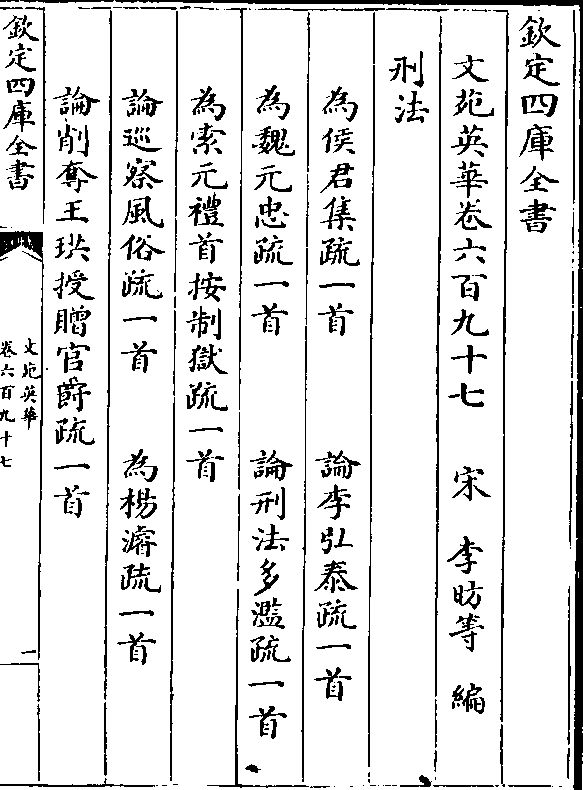 欽定四庫全書
文苑英華卷六百九十七 宋 李昉等 編
刑法
為侯君集疏一首 論李弘泰疏一首
為魏元忠疏一首 論刑法多濫疏一首
為索元禮首按制獄疏一首
論巡察風俗疏一首 為楊濬疏一首
論削奪王珙授贈官爵疏一首
欽定四庫全書
文苑英華
卷六百九十七
一